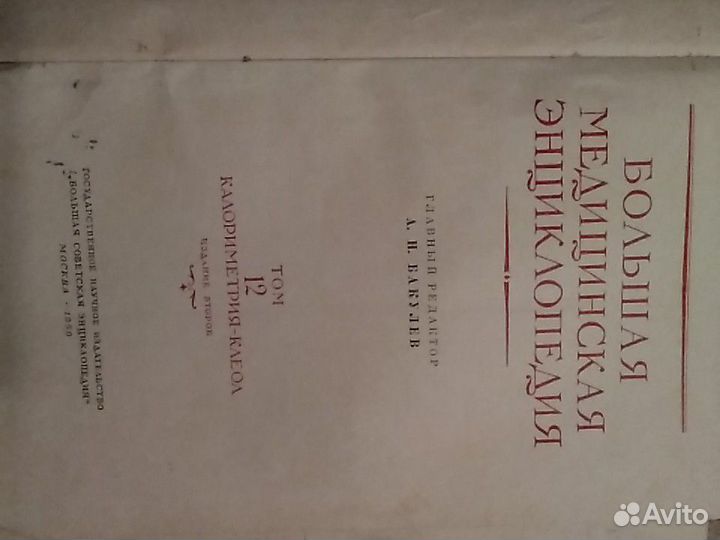 БОЛЬШАЯ
МЕДИЦИНСКАЯ
ЭНЦИКЛОПЕДИЯ
ГЛАВНЫЙ РЕДАКТОР
А. Н. БАКУЛЕВ
ТОМ
12
КАЛОРИМЕТРИЯ-КЛЕОЛ
ИЗДАНИЕ ВТОРОЕ
ГОСУДАРСТВЕННОЕ НАУЧНОЕ ИЗДАТЕЛЬСТВО
„БОЛЬШАЯ СОВЕТСКАЯ ЭНЦИКЛОПЕДИЯ"
МОСКВА · 1960
Avito